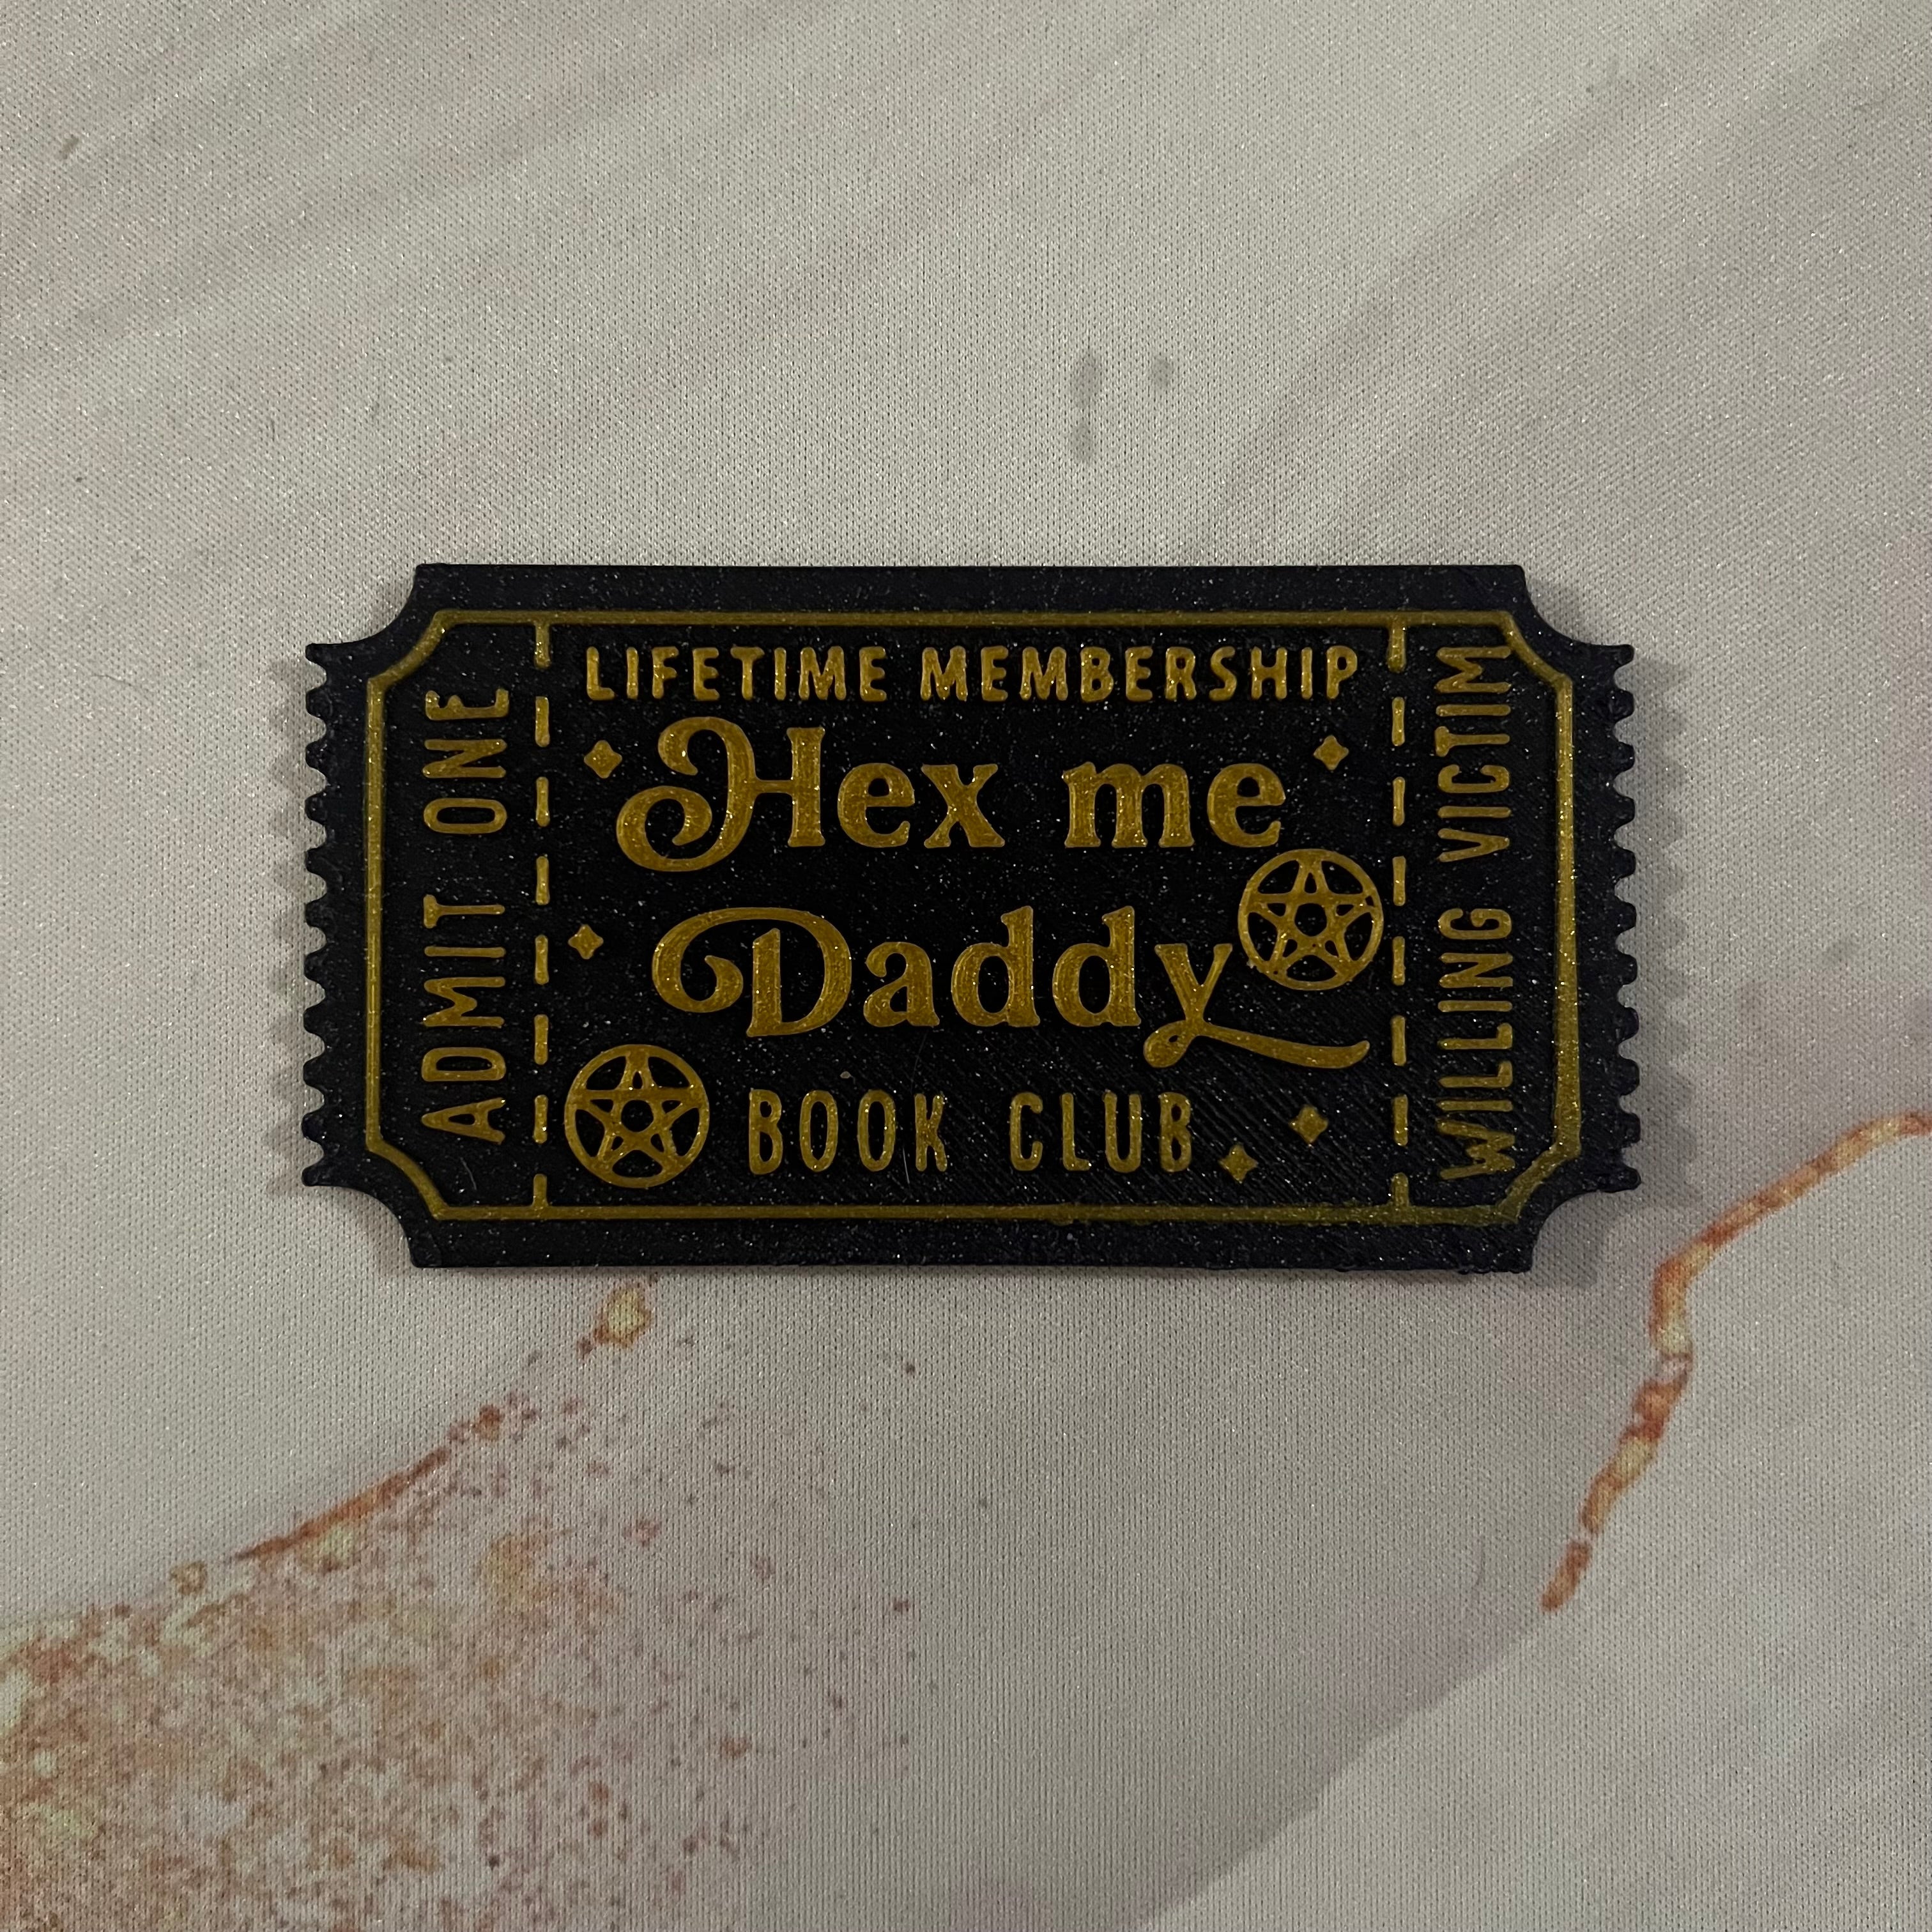 ADMIT ONE
LIFETIME MEMBERSHIP
Hex me
Daddy
BOOK CLUB
WILLING VICTIM